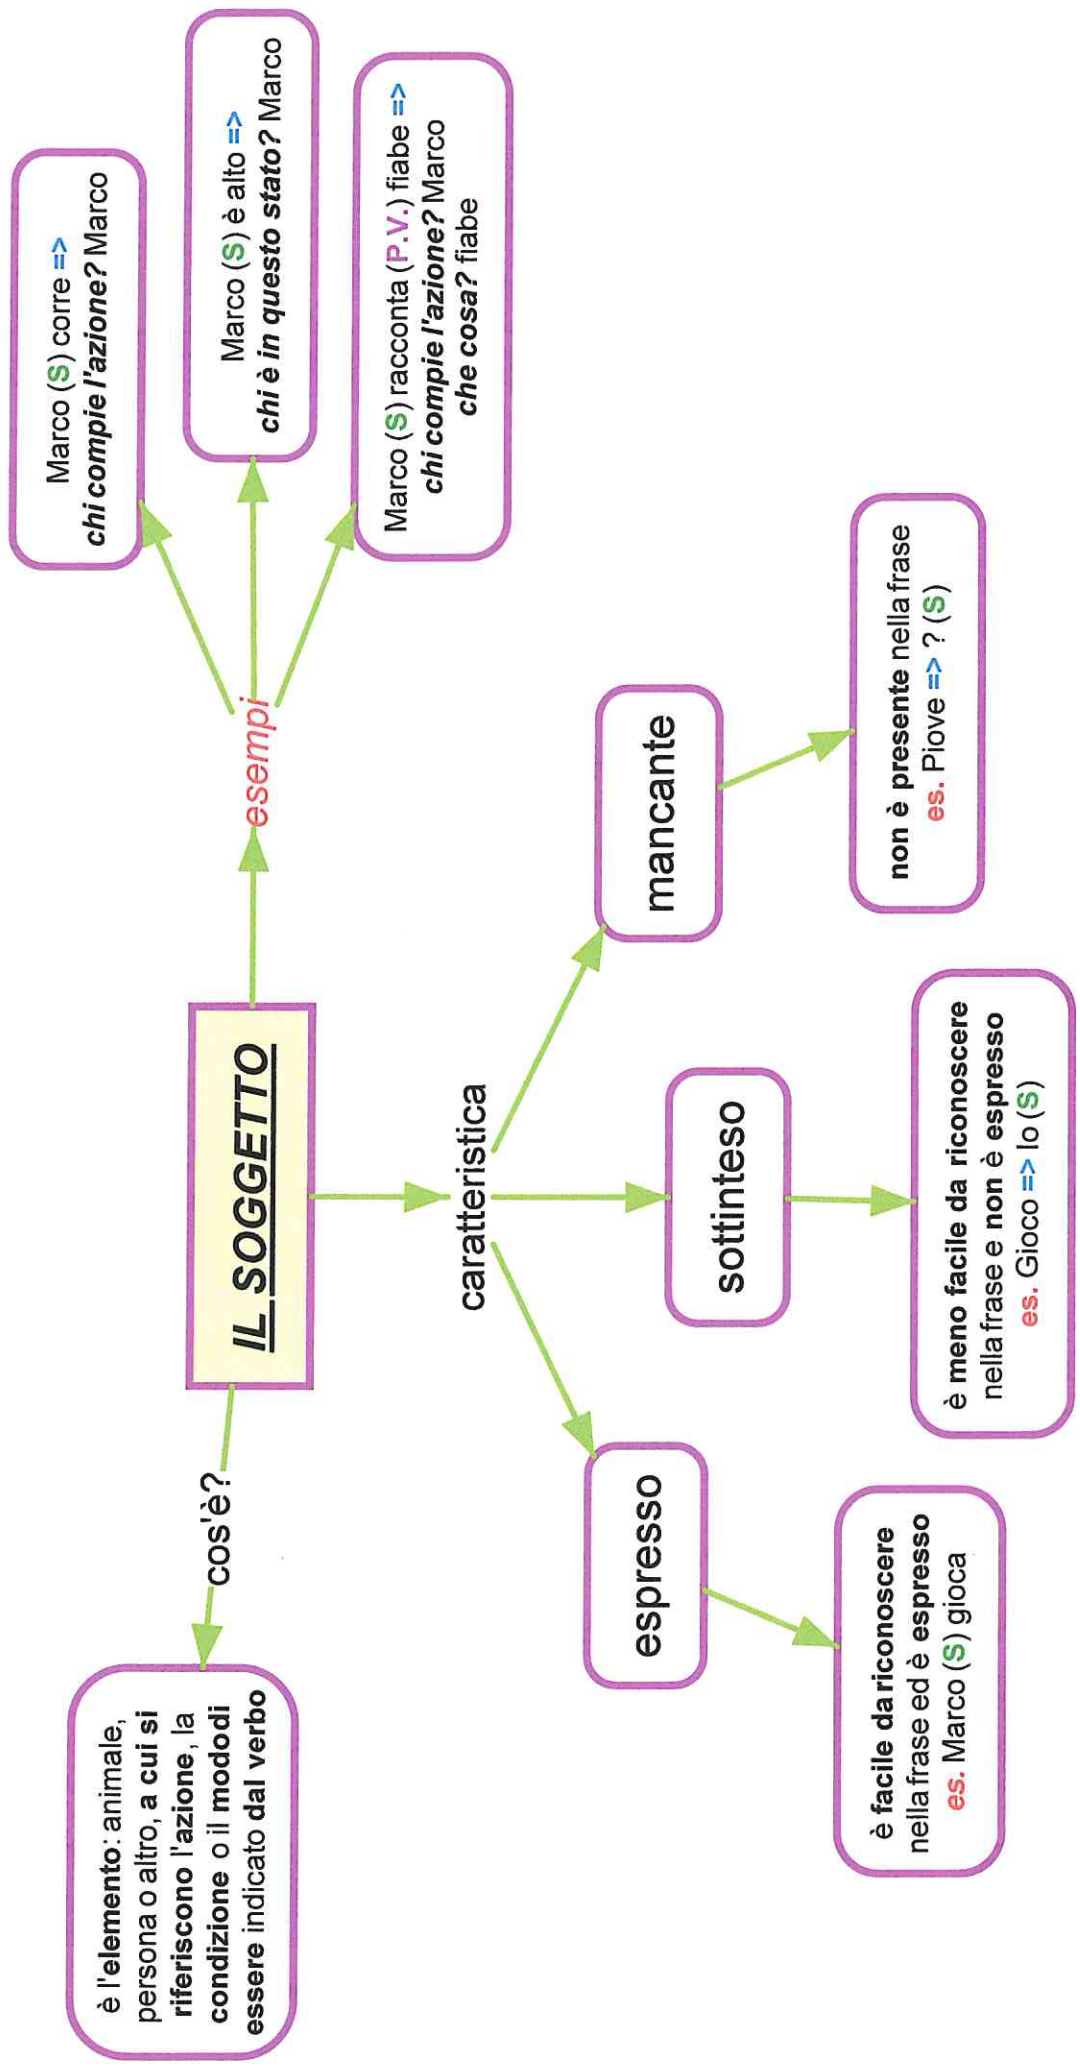 IL SOGGETTO
cos'è?
è l'elemento: animale,
persona o altro, a cui si
riferiscono l'azione, la
condizione o il modo di
essere indicato dal verbo
esempi
Marco (S) corre =>
chi compie l'azione? Marco
Marco (S) è alto =>
chi è in questo stato? Marco
Marco (S) racconta (P.V.) fiabe =>
chi compie l'azione? Marco
che cosa? fiabe
caratteristica
espresso
è facile da riconoscere
nella frase ed è espresso
es. Marco (S) gioca
sottinteso
è meno facile da riconoscere
nella frase e non è espresso
es. Gioco => Io (S)
mancante
non è presente nella frase
es. Piove => ? (S)